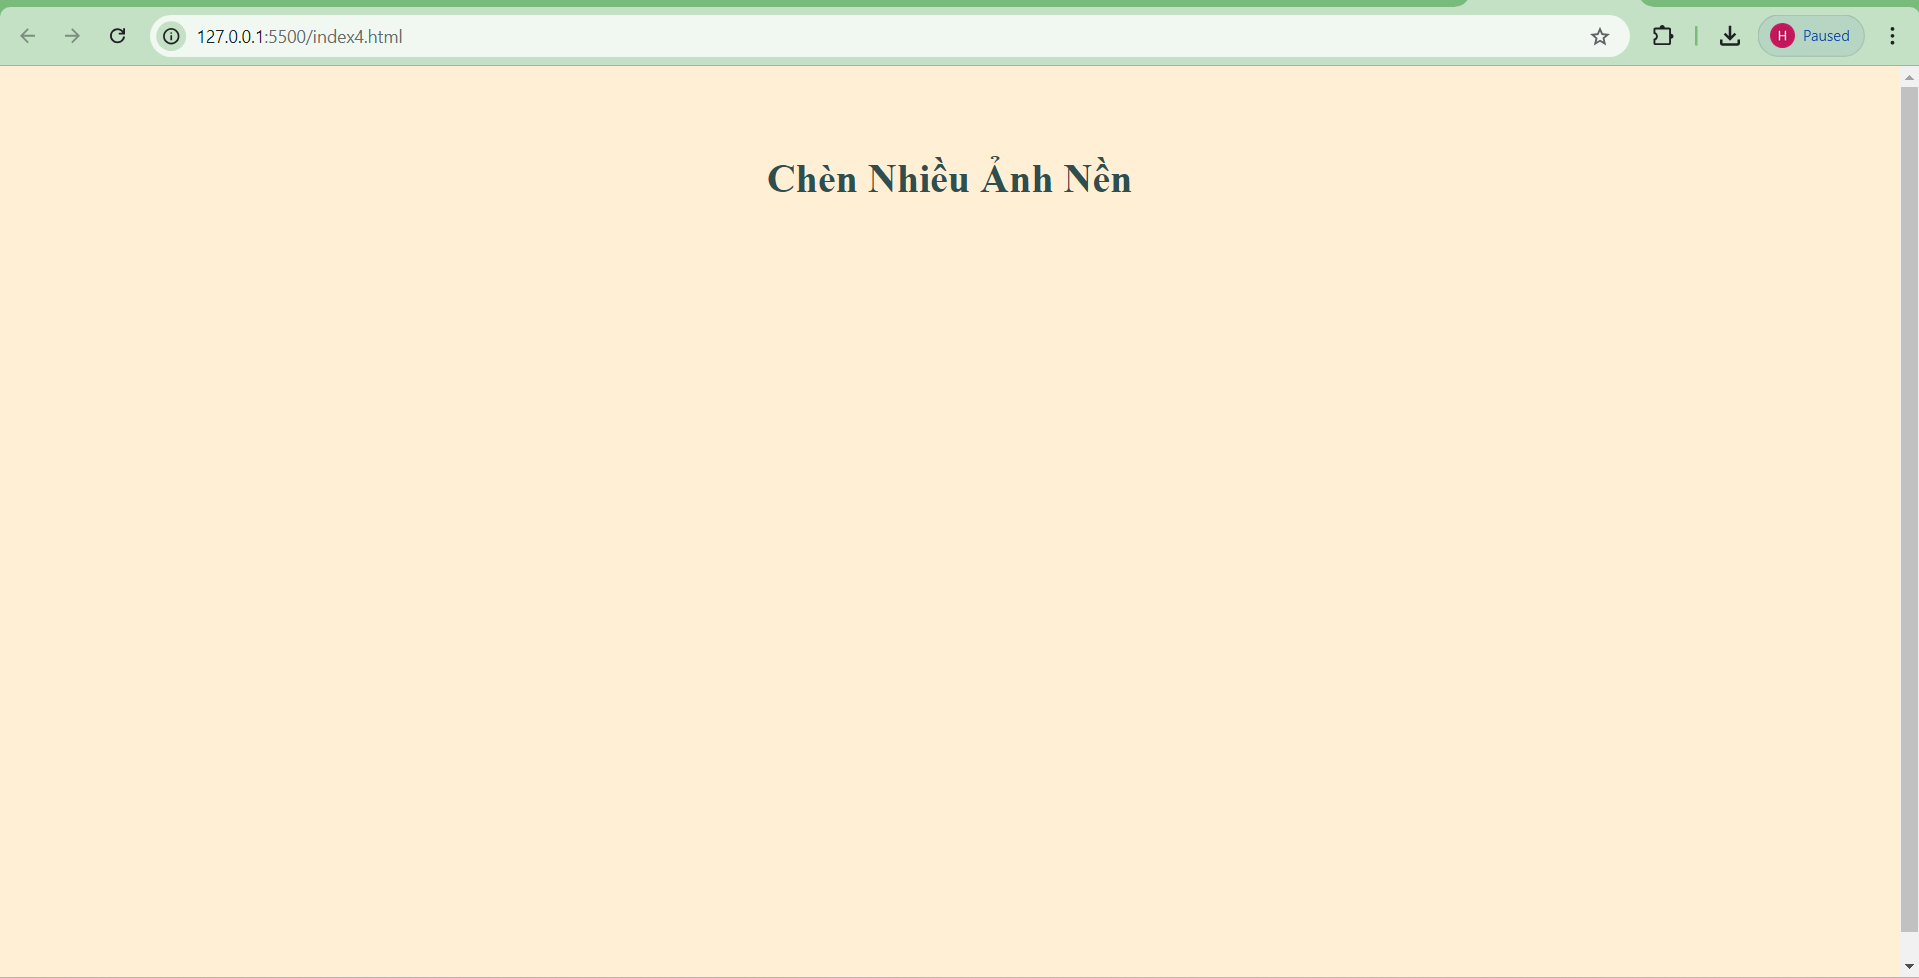 127.0.0.1:5500/index4.html
H Paused
Chèn Nhiều Ảnh Nền